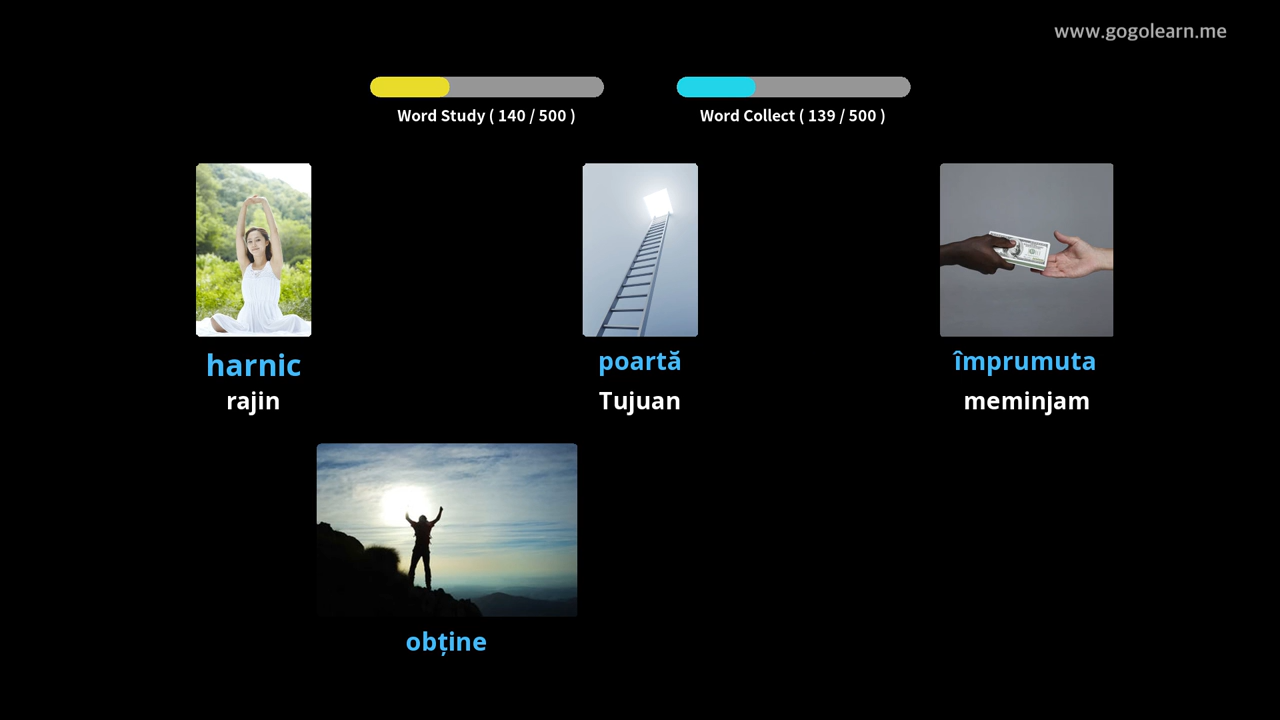 www.gogolearn.me
Word Study ( 140 / 500 )
Word Collect ( 139 / 500 )
harnic
rajin
poartă
Tujuan
împrumuta
meminjam
obține